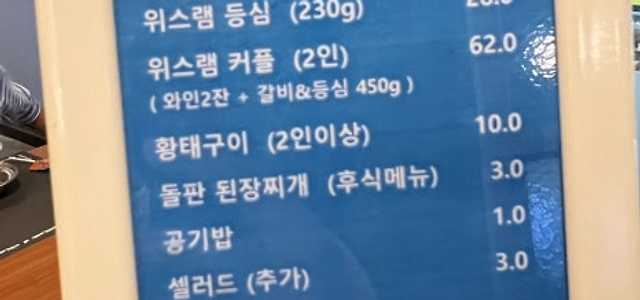 위스램 등심 (230g)
위스램 커플 (2인) 62.0
( 와인2잔 + 갈비&등심 450g )
황태구이 (2인이상) 10.0
돌판 된장찌개 (후식메뉴) 3.0
공기밥 1.0
셀러드 (추가) 3.0